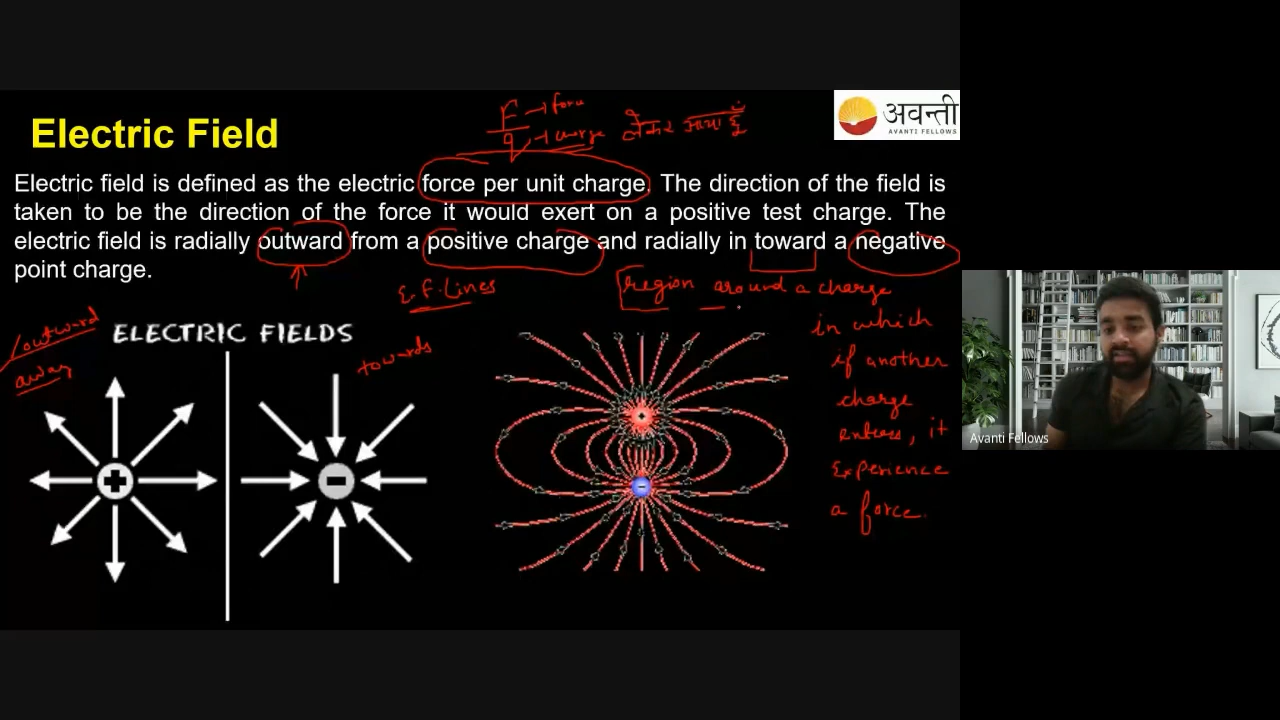 F → force
q → charge
अवन्ती
AVANTI FELLOWS
Electric Field
Electric field is defined as the electric force per unit charge. The direction of the field is
taken to be the direction of the force it would exert on a positive test charge. The
electric field is radially outward from a positive charge and radially in toward a negative
point charge.
E.F. Lines
region around a charge
in which
if another
charge
enters, it
Experience
a force.
outward
away
ELECTRIC FIELDS
towards
+
-
+
-
Avanti Fellows